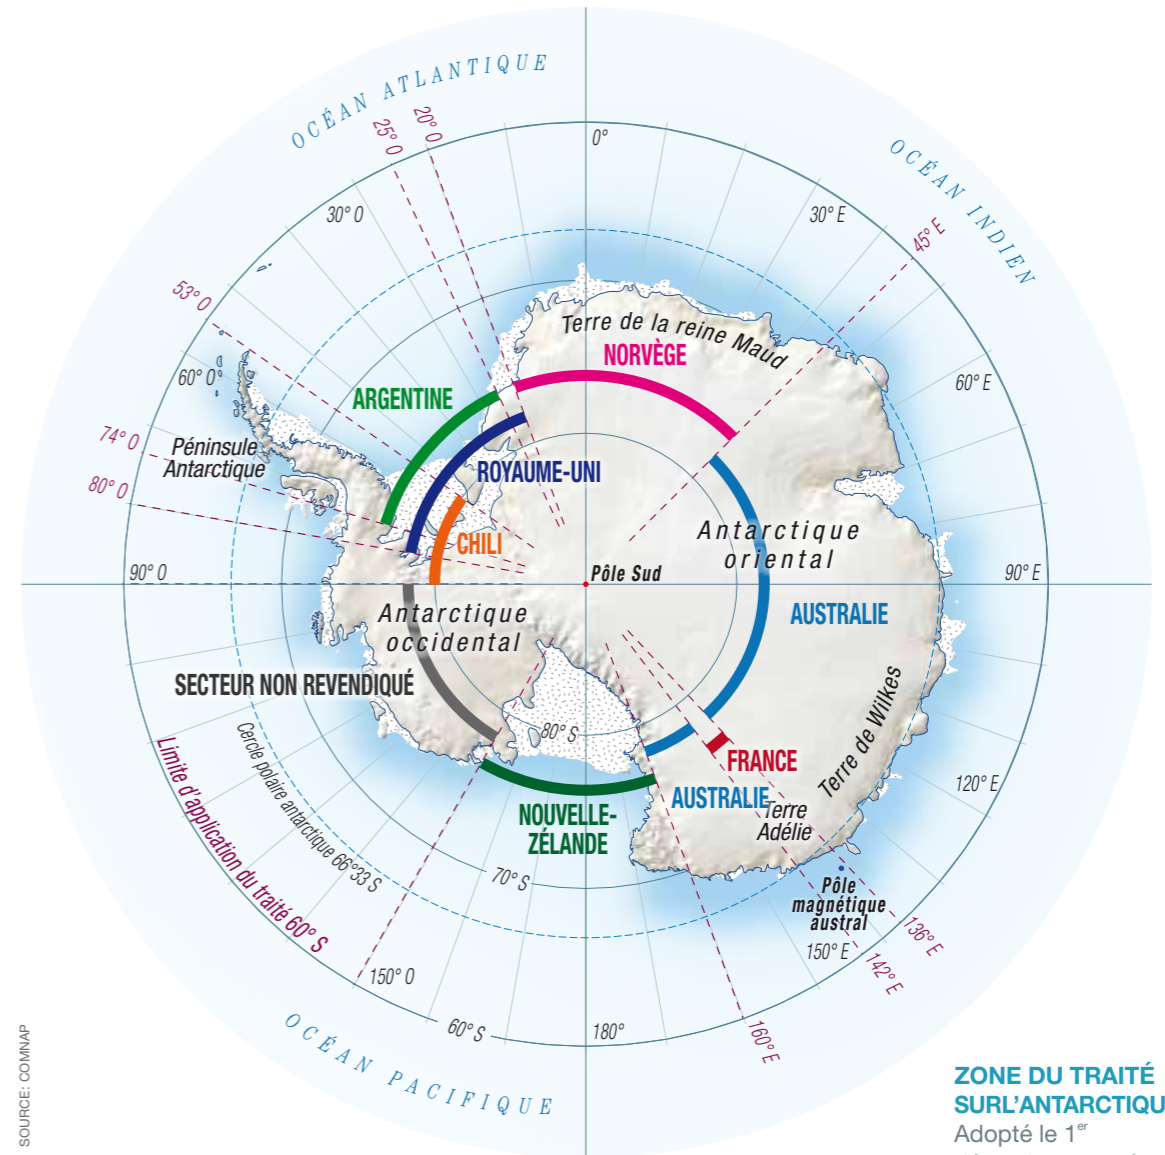 OCÉAN ATLANTIQUE
OCÉAN INDIEN
20° O
25° O
0°
30° O
30° E
45° E
53° O
60° O
60° E
Terre de la reine Maud
NORVÈGE
ARGENTINE
74° O
Péninsule
Antarctique
ROYAUME-UNI
80° O
CHILI
Antarctique
oriental
90° O
Pôle Sud
90° E
Antarctique
occidental
AUSTRALIE
SECTEUR NON REVENDIQUÉ
80° S
Terre de Wilkes
FRANCE
Limite d'application du traité 60° S
Cercle polaire antarctique 66°33 S
AUSTRALIE
Terre
Adélie
120° E
NOUVELLE-
ZÉLANDE
70° S
Pôle
magnétique
austral
136° E
150° E
142° E
150° O
60° S
180°
160° E
OCÉAN PACIFIQUE
SOURCE: COMNAP
ZONE DU TRAITÉ
SURL'ANTARCTIQU
Adopté le 1er